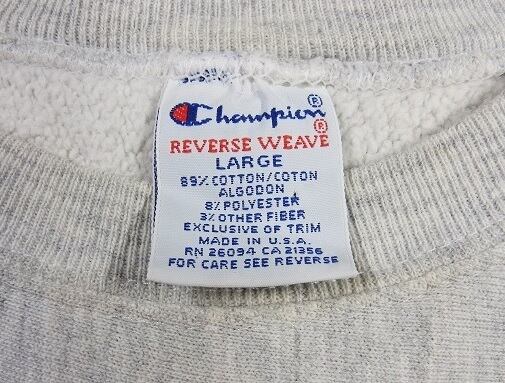 Champion®
REVERSE WEAVE®
LARGE
89% COTTON/COTON
ALGODON
8% POLYESTER
3% OTHER FIBER
EXCLUSIVE OF TRIM
MADE IN U.S.A.
RN 26094 CA 21356
FOR CARE SEE REVERSE